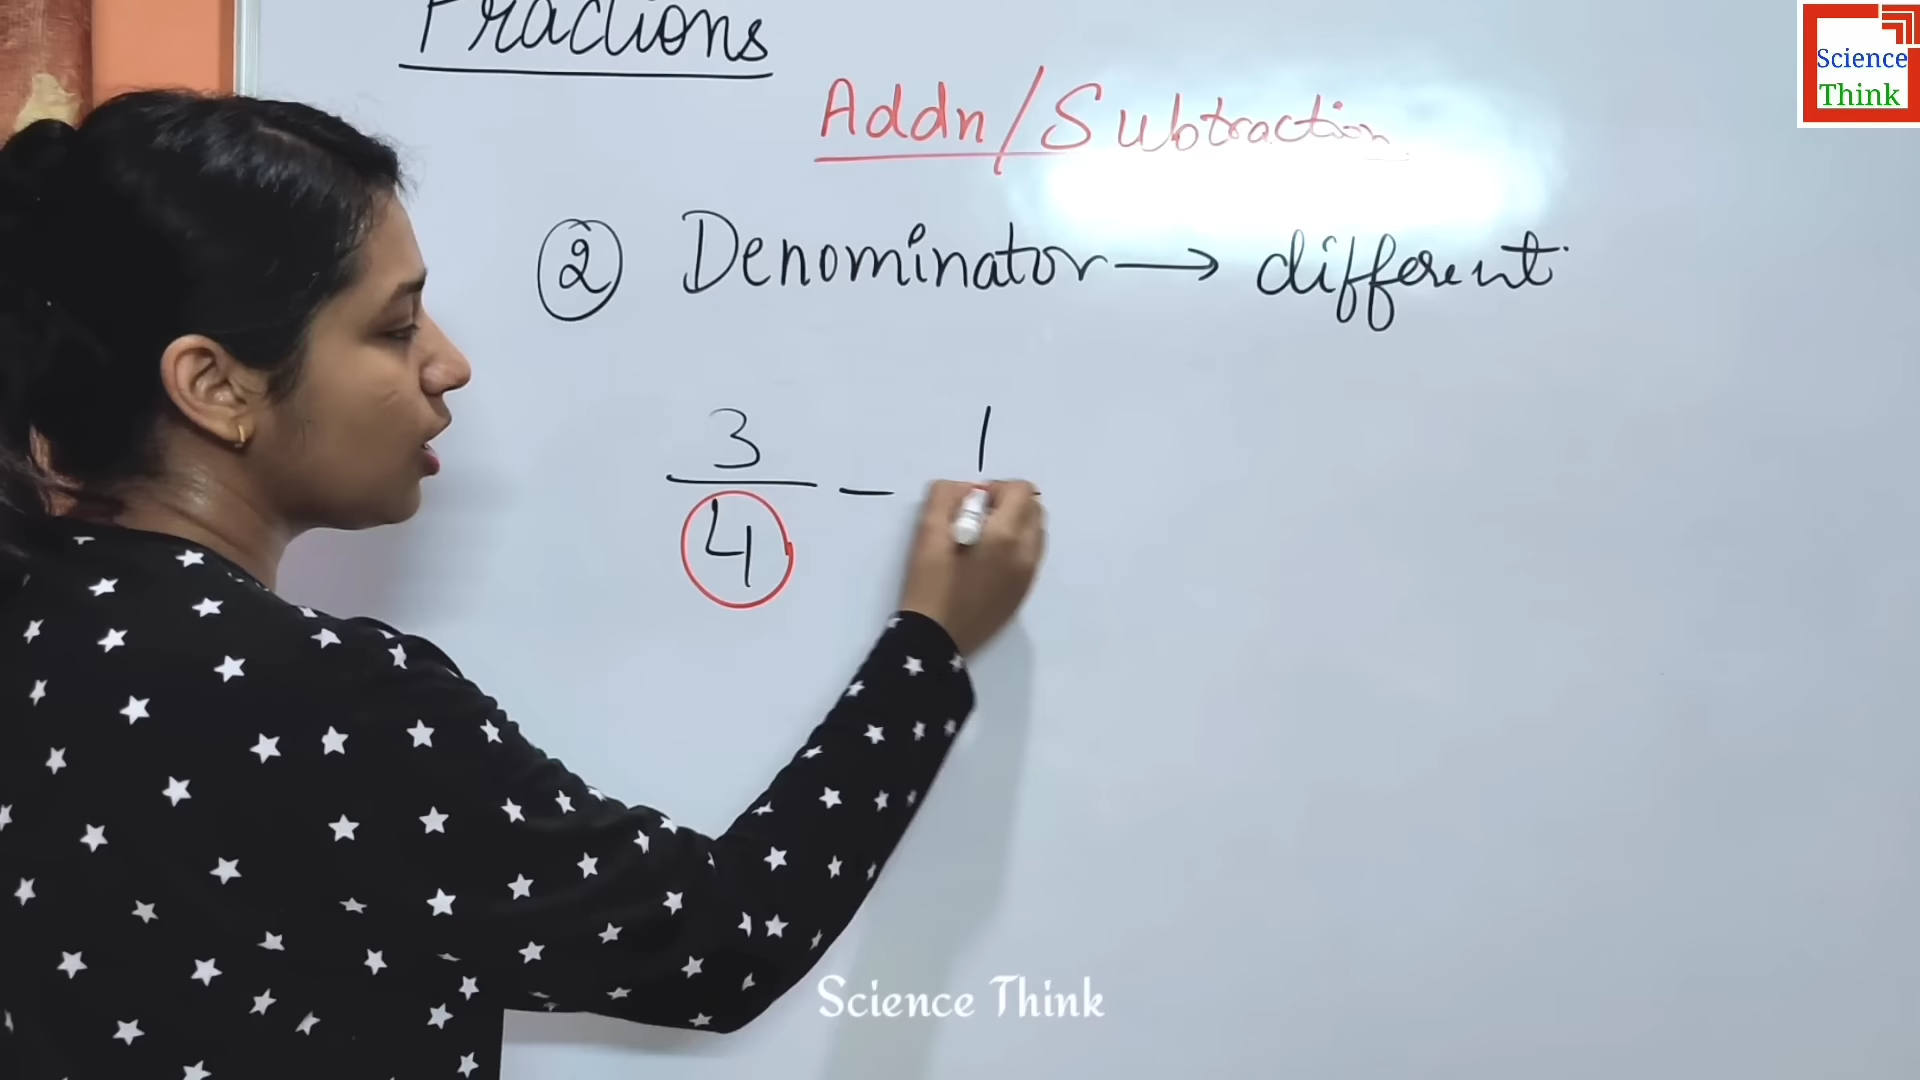 Fractions
Science
Think
Addn/Subtraction
② Denominator → different
3 1
— -
4
Science Think